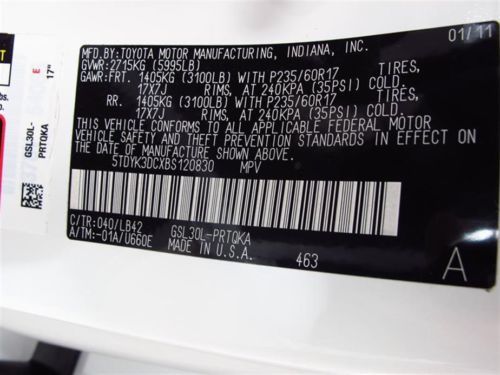 MFD.BY: TOYOTA MOTOR MANUFACTURING, INDIANA, INC. 01/11
GVWR: 2715KG (5995LB)
GAWR: FRT. 1405KG (3100LB) WITH P235/60R17 TIRES,
17X7J RIMS, AT 240KPA (35PSI) COLD.
RR. 1405KG (3100LB) WITH P235/60R17 TIRES,
17X7J RIMS, AT 240KPA (35PSI) COLD.
THIS VEHICLE CONFORMS TO ALL APPLICABLE FEDERAL MOTOR
VEHICLE SAFETY AND THEFT PREVENTION STANDARDS IN EFFECT ON
THE DATE OF MANUFACTURE SHOWN ABOVE.
5TDYK3DCXBS120830 MPV
C/TR: 040/LB42 GSL30L-PRTQKA
A/TM: -01A/U660E MADE IN U.S.A. 463
A
GSL30L-
PRTQKA
E
17"